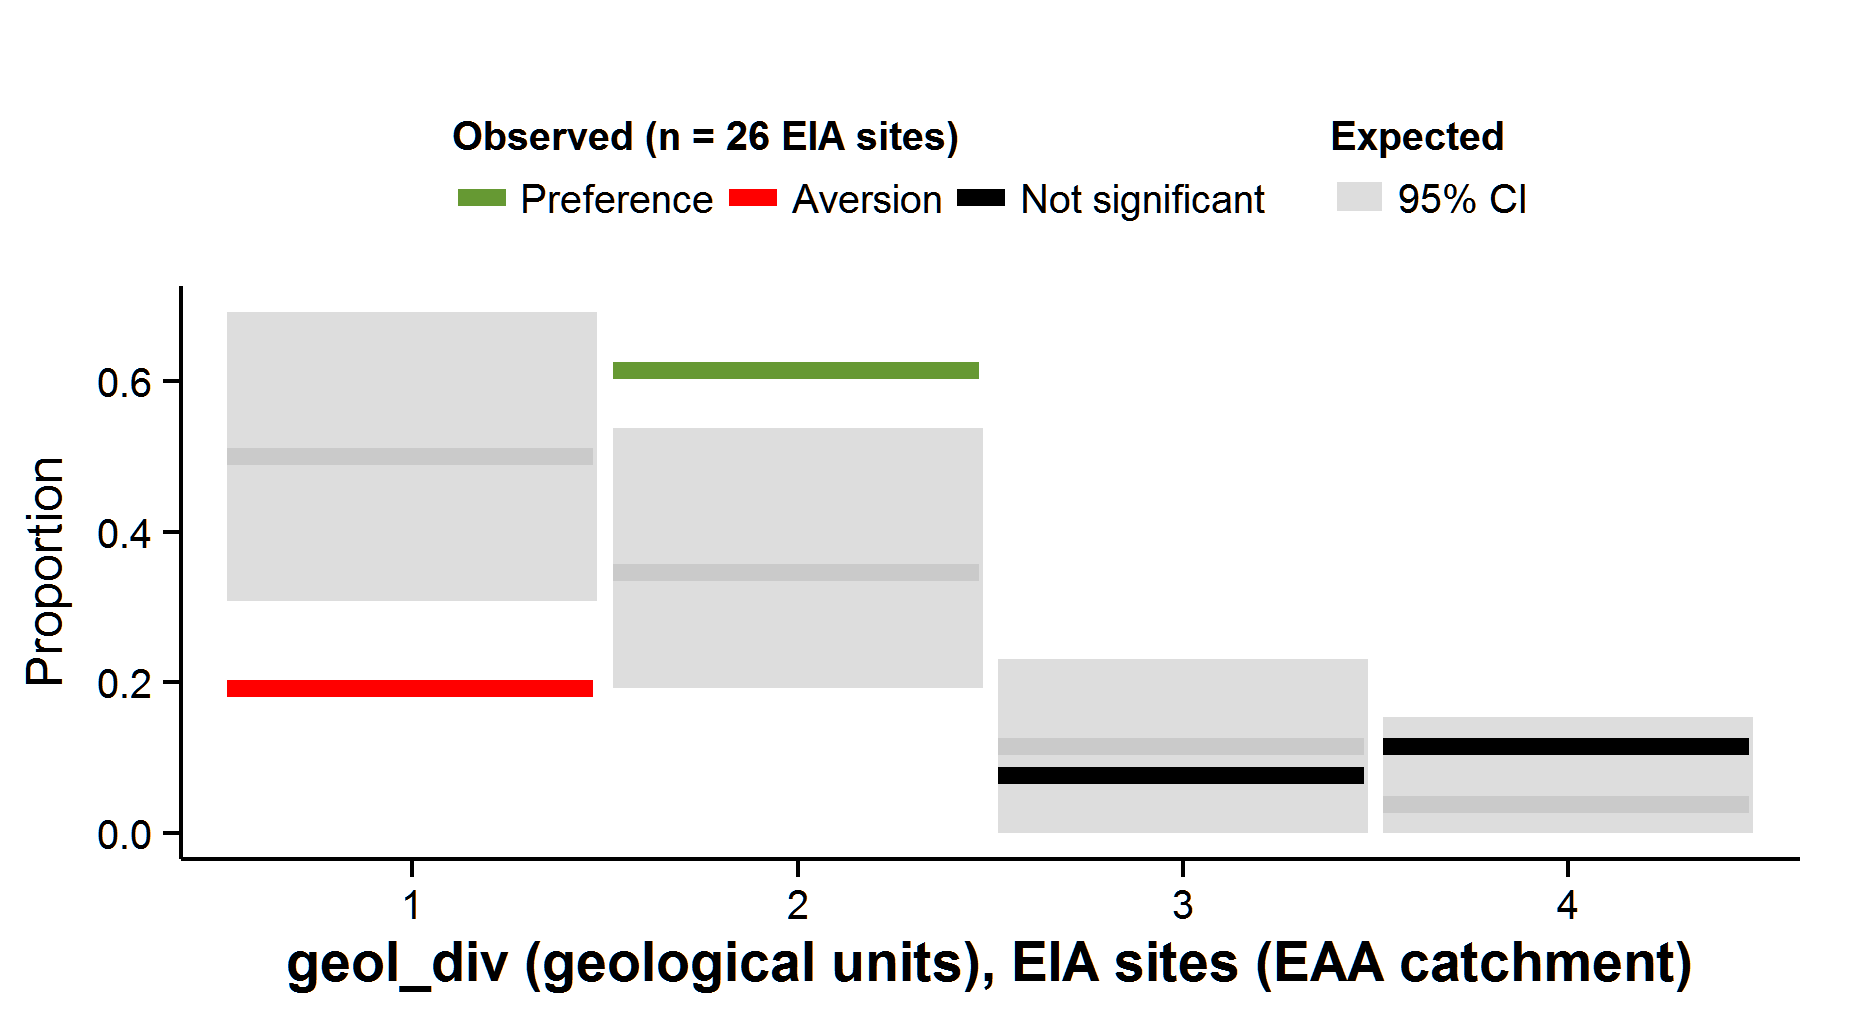 Observed (n = 26 EIA sites) Expected
Preference Aversion Not significant 95% CI
Proportion
0.6
0.4
0.2
0.0
1 2 3 4
geol_div (geological units), EIA sites (EAA catchment)